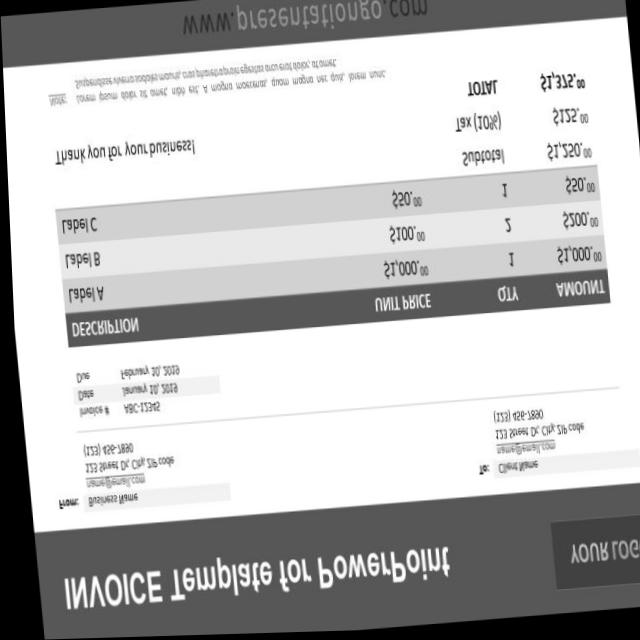 INVOICE Template for PowerPoint
YOUR LOG
From: Business Name
name@email.com
123 Street Dr, City, ZIP code
(123) 456-7890
To: Client Name
name@email.com
123 Street Dr, City, ZIP code
(123) 456-7890
Invoice # ABC-12345
Date January 10, 2019
Due February 10, 2019
DESCRIPTION UNIT PRICE QTY AMOUNT
Label A $1,000.00 1 $1,000.00
Label B $100.00 2 $200.00
Label C $50.00 1 $50.00
Subtotal $1,250.00
Tax (10%) $125.00
TOTAL $1,375.00
Thank you for your business!
Note: Lorem ipsum dolor sit amet, nibh est. A magna maecenas, quam magna nec quis, lorem nunc.
Suspendisse viverra sodales mauris, cras pharetra proin egestas arcu erat dolor, at amet.
www.presentationgo.com